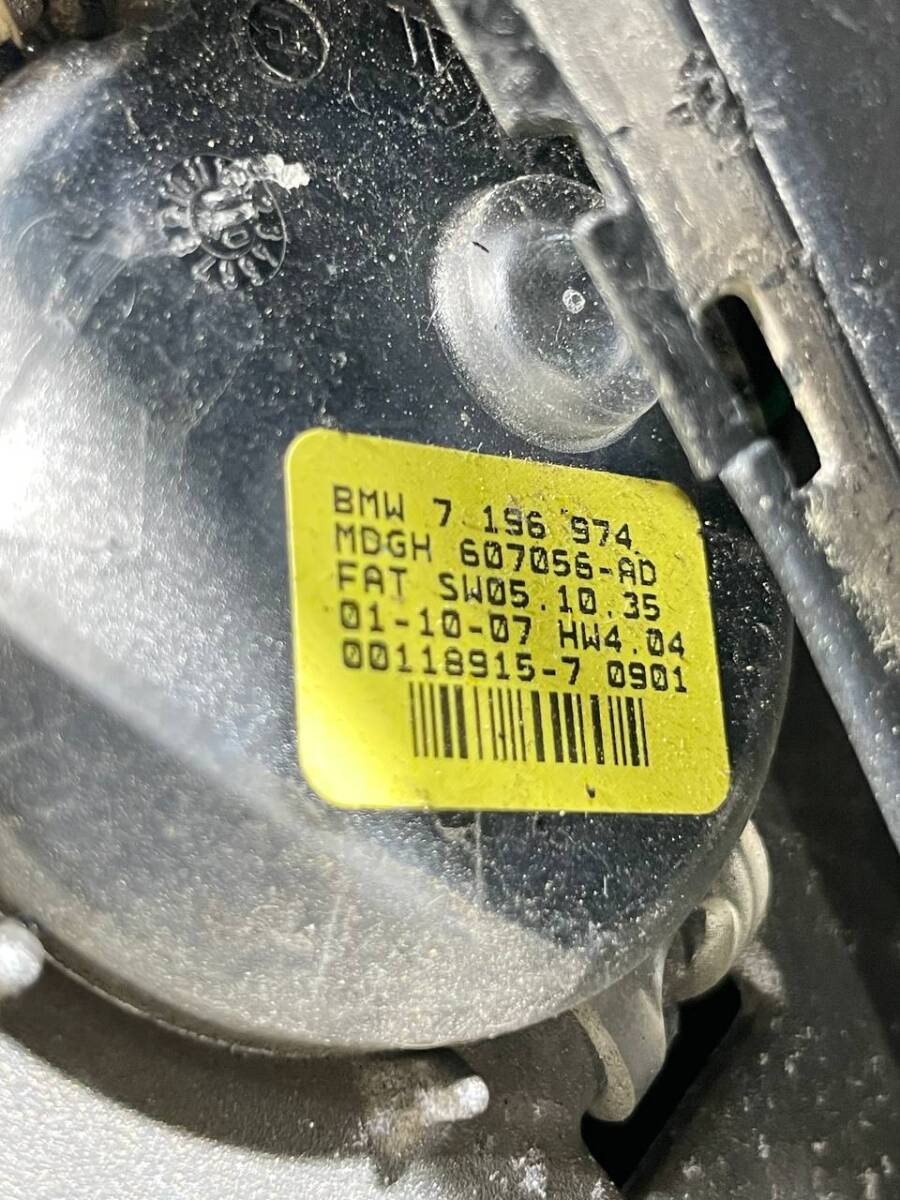 BMW 7 196 974
MDGH 607056-AD
FAT SW05.10.35
01-10-07 HW4.04
00118915-7 0901